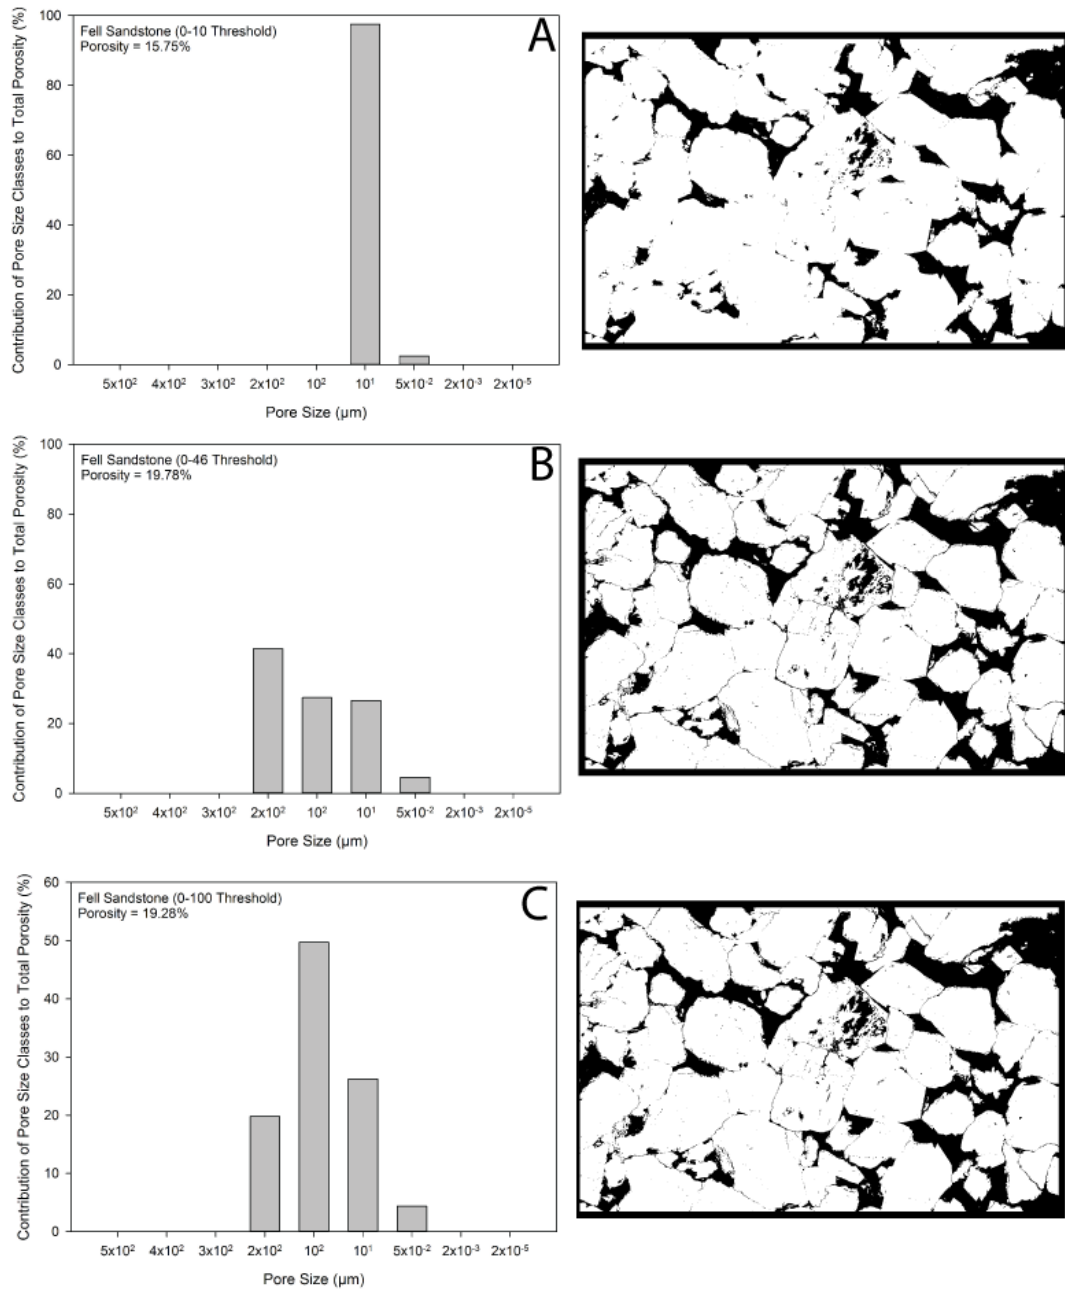 Contribution of Pore Size Classes to Total Porosity (%)
100
80
60
40
20
0
Fell Sandstone (0-10 Threshold)
Porosity = 15.75%
A
5x10² 4x10² 3x10² 2x10² 10² 10¹ 5x10⁻² 2x10⁻³ 2x10⁻⁵
Pore Size (µm)
Contribution of Pore Size Classes to Total Porosity (%)
100
80
60
40
20
0
Fell Sandstone (0-46 Threshold)
Porosity = 19.78%
B
5x10² 4x10² 3x10² 2x10² 10² 10¹ 5x10⁻² 2x10⁻³ 2x10⁻⁵
Pore Size (µm)
Contribution of Pore Size Classes to Total Porosity (%)
60
50
40
30
20
10
0
Fell Sandstone (0-100 Threshold)
Porosity = 19.28%
C
5x10² 4x10² 3x10² 2x10² 10² 10¹ 5x10⁻² 2x10⁻³ 2x10⁻⁵
Pore Size (µm)